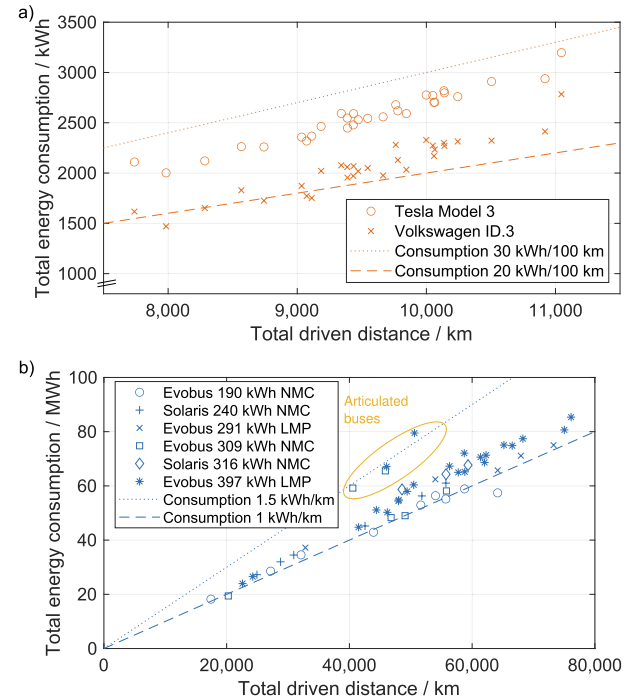 a)
3500
3000
2500
2000
1500
1000
Total energy consumption / kWh
Tesla Model 3
Volkswagen ID.3
Consumption 30 kWh/100 km
Consumption 20 kWh/100 km
8,000
9,000
10,000
11,000
Total driven distance / km
b)
100
80
60
40
20
0
Total energy consumption / MWh
Evobus 190 kWh NMC
Solaris 240 kWh NMC
Evobus 291 kWh LMP
Evobus 309 kWh NMC
Solaris 316 kWh NMC
Evobus 397 kWh LMP
Consumption 1.5 kWh/km
Consumption 1 kWh/km
Articulated
buses
0
20,000
40,000
60,000
80,000
Total driven distance / km